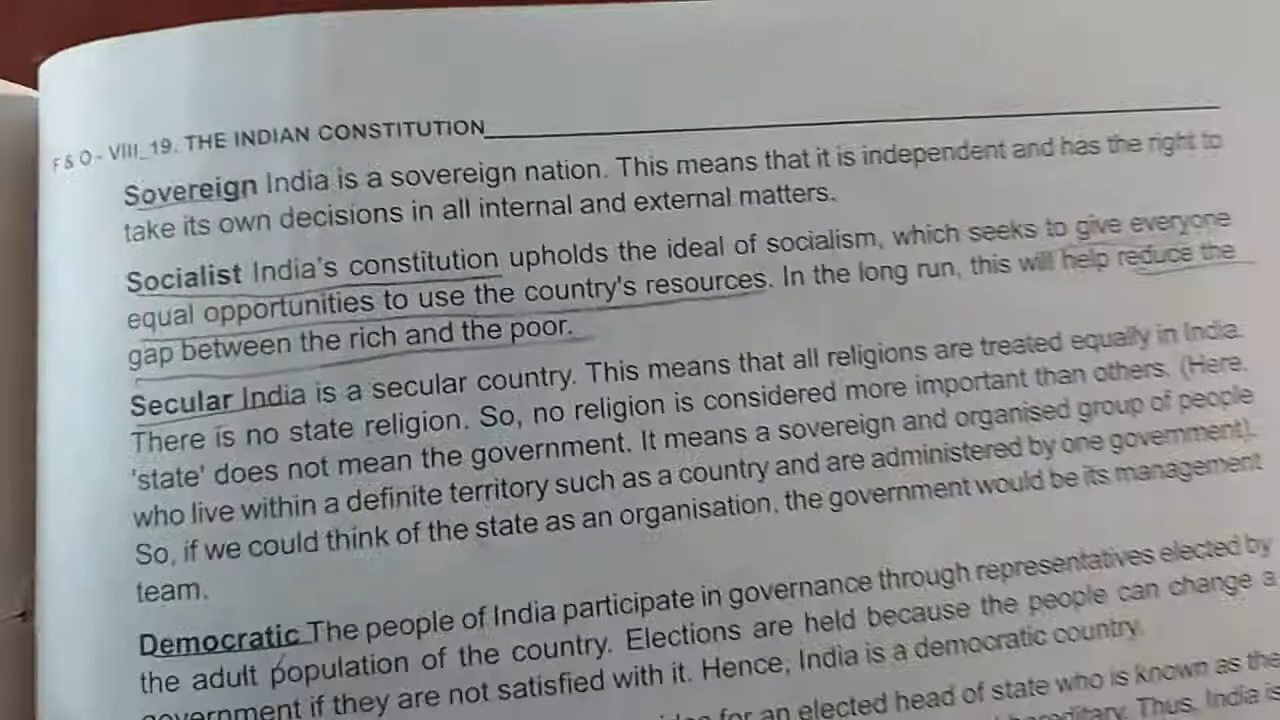 F & O - VIII_19. THE INDIAN CONSTITUTION
Sovereign India is a sovereign nation. This means that it is independent and has the right to
take its own decisions in all internal and external matters.
Socialist India's constitution upholds the ideal of socialism, which seeks to give everyone
equal opportunities to use the country's resources. In the long run, this will help reduce the
gap between the rich and the poor.
Secular India is a secular country. This means that all religions are treated equally in India.
There is no state religion. So, no religion is considered more important than others. (Here,
'state' does not mean the government. It means a sovereign and organised group of people
who live within a definite territory such as a country and are administered by one government).
So, if we could think of the state as an organisation, the government would be its management
team.
Democratic The people of India participate in governance through representatives elected by
the adult population of the country. Elections are held because the people can change a
government if they are not satisfied with it. Hence, India is a democratic country.
for an elected head of state who is known as the
hereditary. Thus, India is